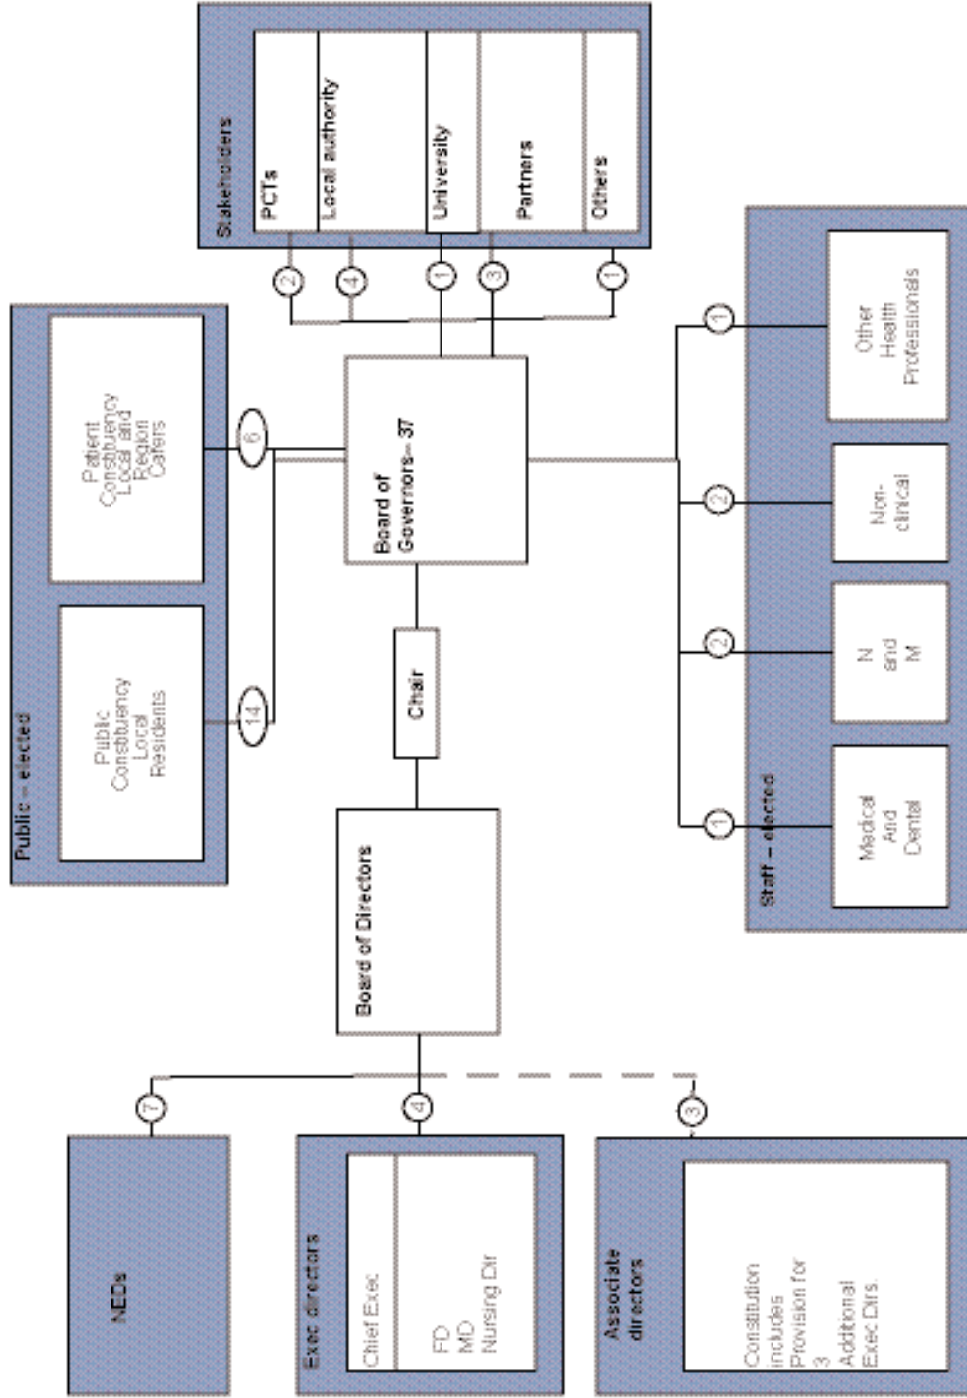 NEDs
7
Exec directors
Chief Exec
FD
MD
Nursing Dir
4
Associate
directors
Constitution
includes
Provision for
3
Additional
Exec Dirs.
3
Board of Directors
Chair
Board of
Governors– 37
Public – elected
Public
Constituency
Local
Residents
14
Patient
Constituency
Local and
Region
Carers
6
Stakeholders
PCTs
2
Local authority
4
University
1
Partners
3
Others
1
Staff – elected
Medical
And
Dental
1
N
and
M
2
Non-
clinical
2
Other
Health
Professionals
1